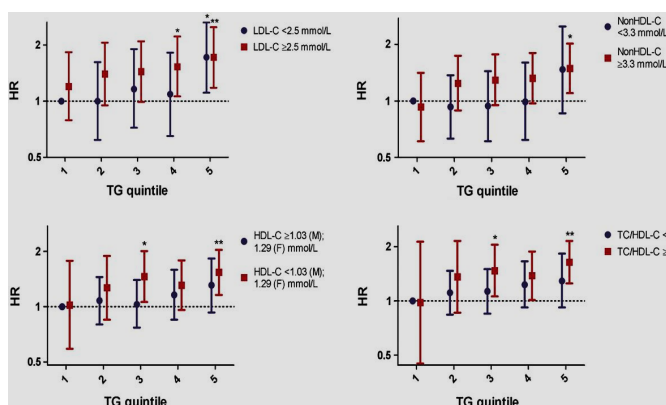 HR
2
1
0.5
1 2 3 4 5
TG quintile
* * **
LDL-C <2.5 mmol/L
LDL-C ≥2.5 mmol/L
HR
2
1
0.5
1 2 3 4 5
TG quintile
*
NonHDL-C
<3.3 mmol/L
NonHDL-C
≥3.3 mmol/L
HR
2
1
0.5
1 2 3 4 5
TG quintile
* **
HDL-C ≥1.03 (M);
1.29 (F) mmol/L
HDL-C <1.03 (M);
1.29 (F) mmol/L
HR
2
1
0.5
1 2 3 4 5
TG quintile
* **
TC/HDL-C <
TC/HDL-C ≥